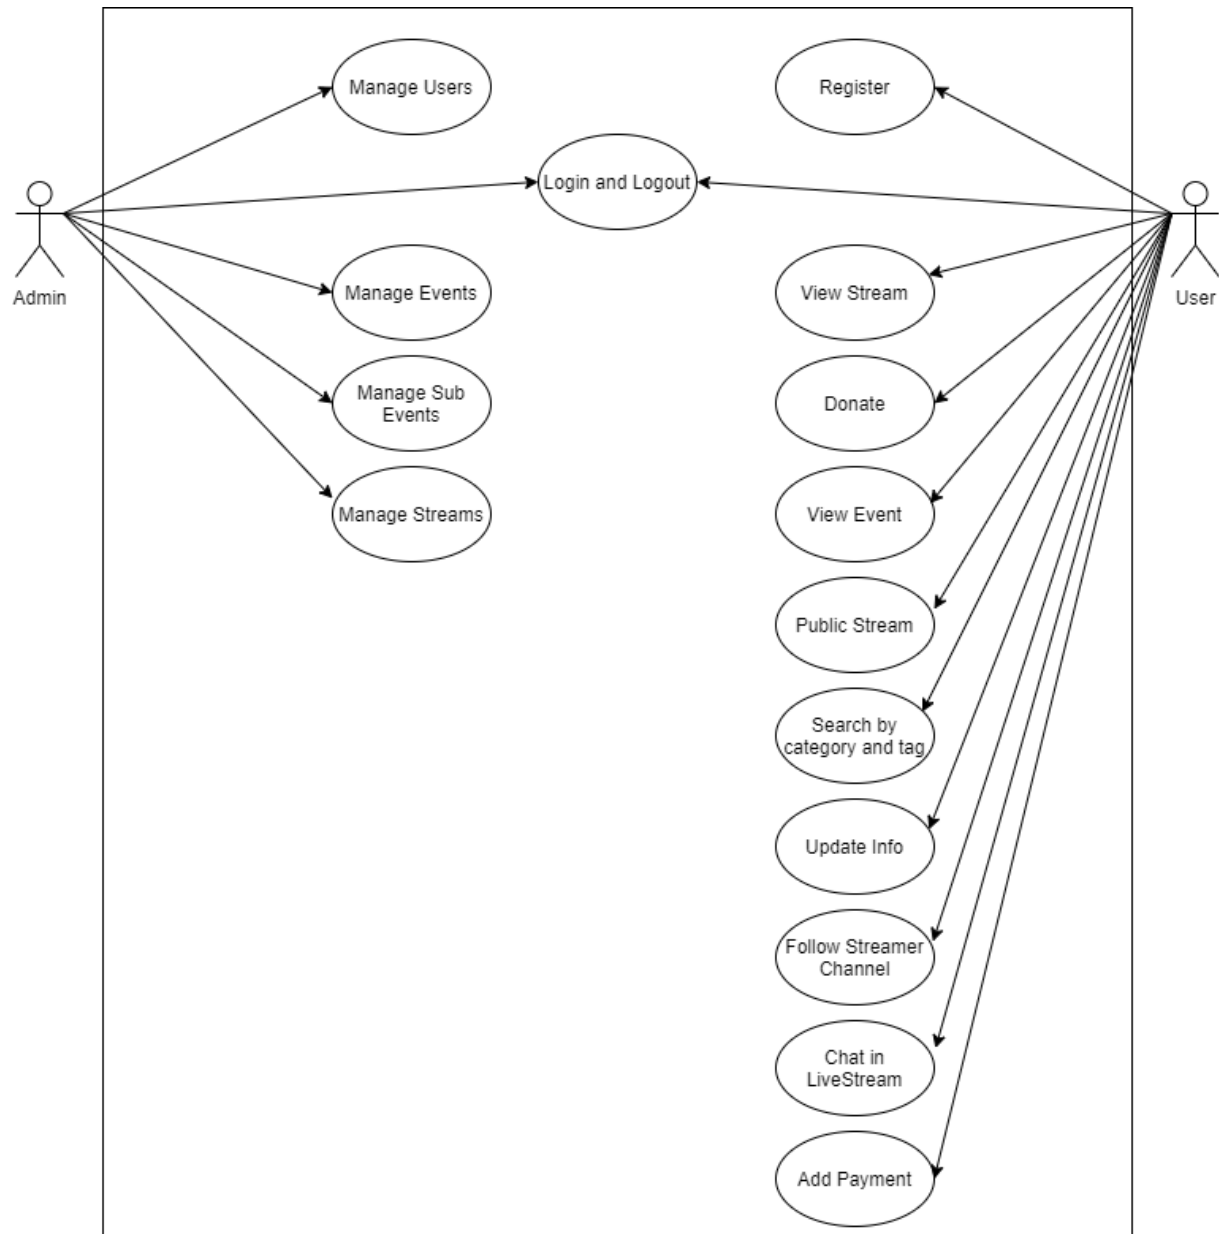 Manage Users
Register
Login and Logout
Admin
User
Manage Events
View Stream
Manage Sub
Events
Donate
Manage Streams
View Event
Public Stream
Search by
category and tag
Update Info
Follow Streamer
Channel
Chat in
LiveStream
Add Payment